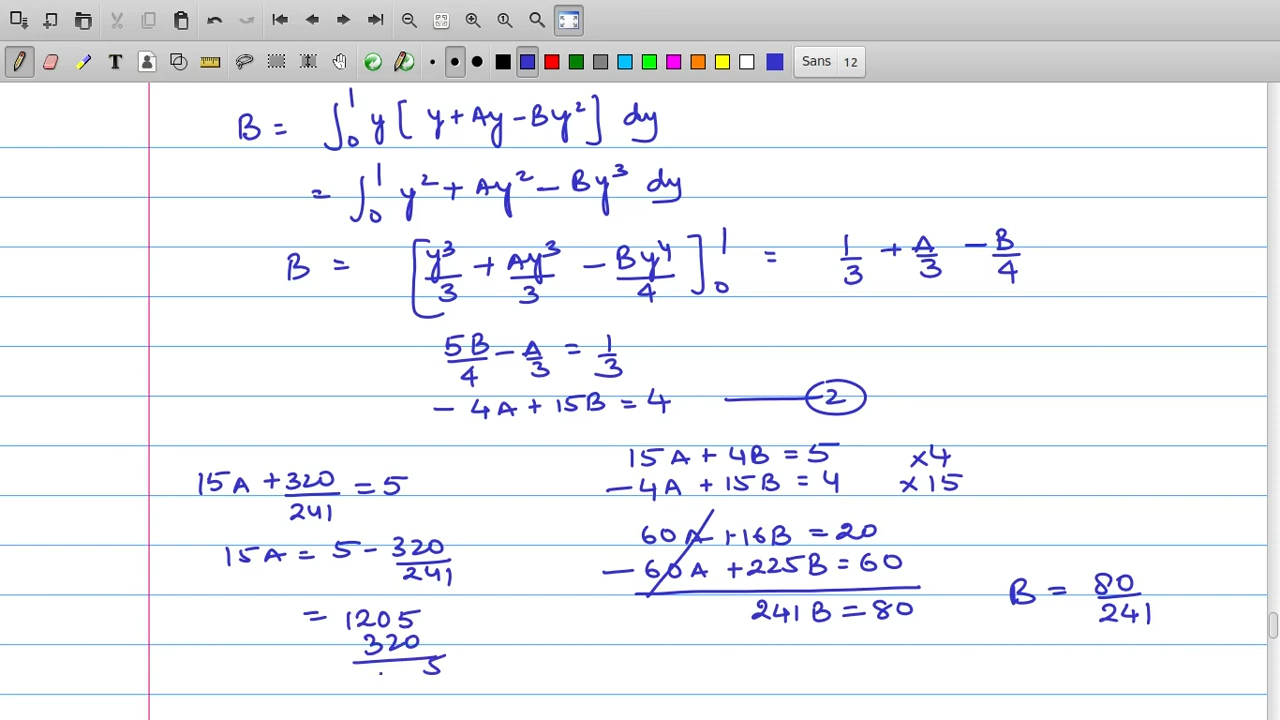 Sans 12
B = ∫₀¹ y [ y + Ay - By² ] dy
= ∫₀¹ y² + Ay² - By³ dy
B = [ y³/3 + Ay³/3 - By⁴/4 ]₀¹ = 1/3 + A/3 - B/4
5B/4 - A/3 = 1/3
- 4A + 15B = 4 ——— 2
15A + 4B = 5 x4
- 4A + 15B = 4 x15
60A + 16B = 20
- 60A + 225B = 60
241B = 80
B = 80/241
15A + 320/241 = 5
15A = 5 - 320/241
= 1205
320
5